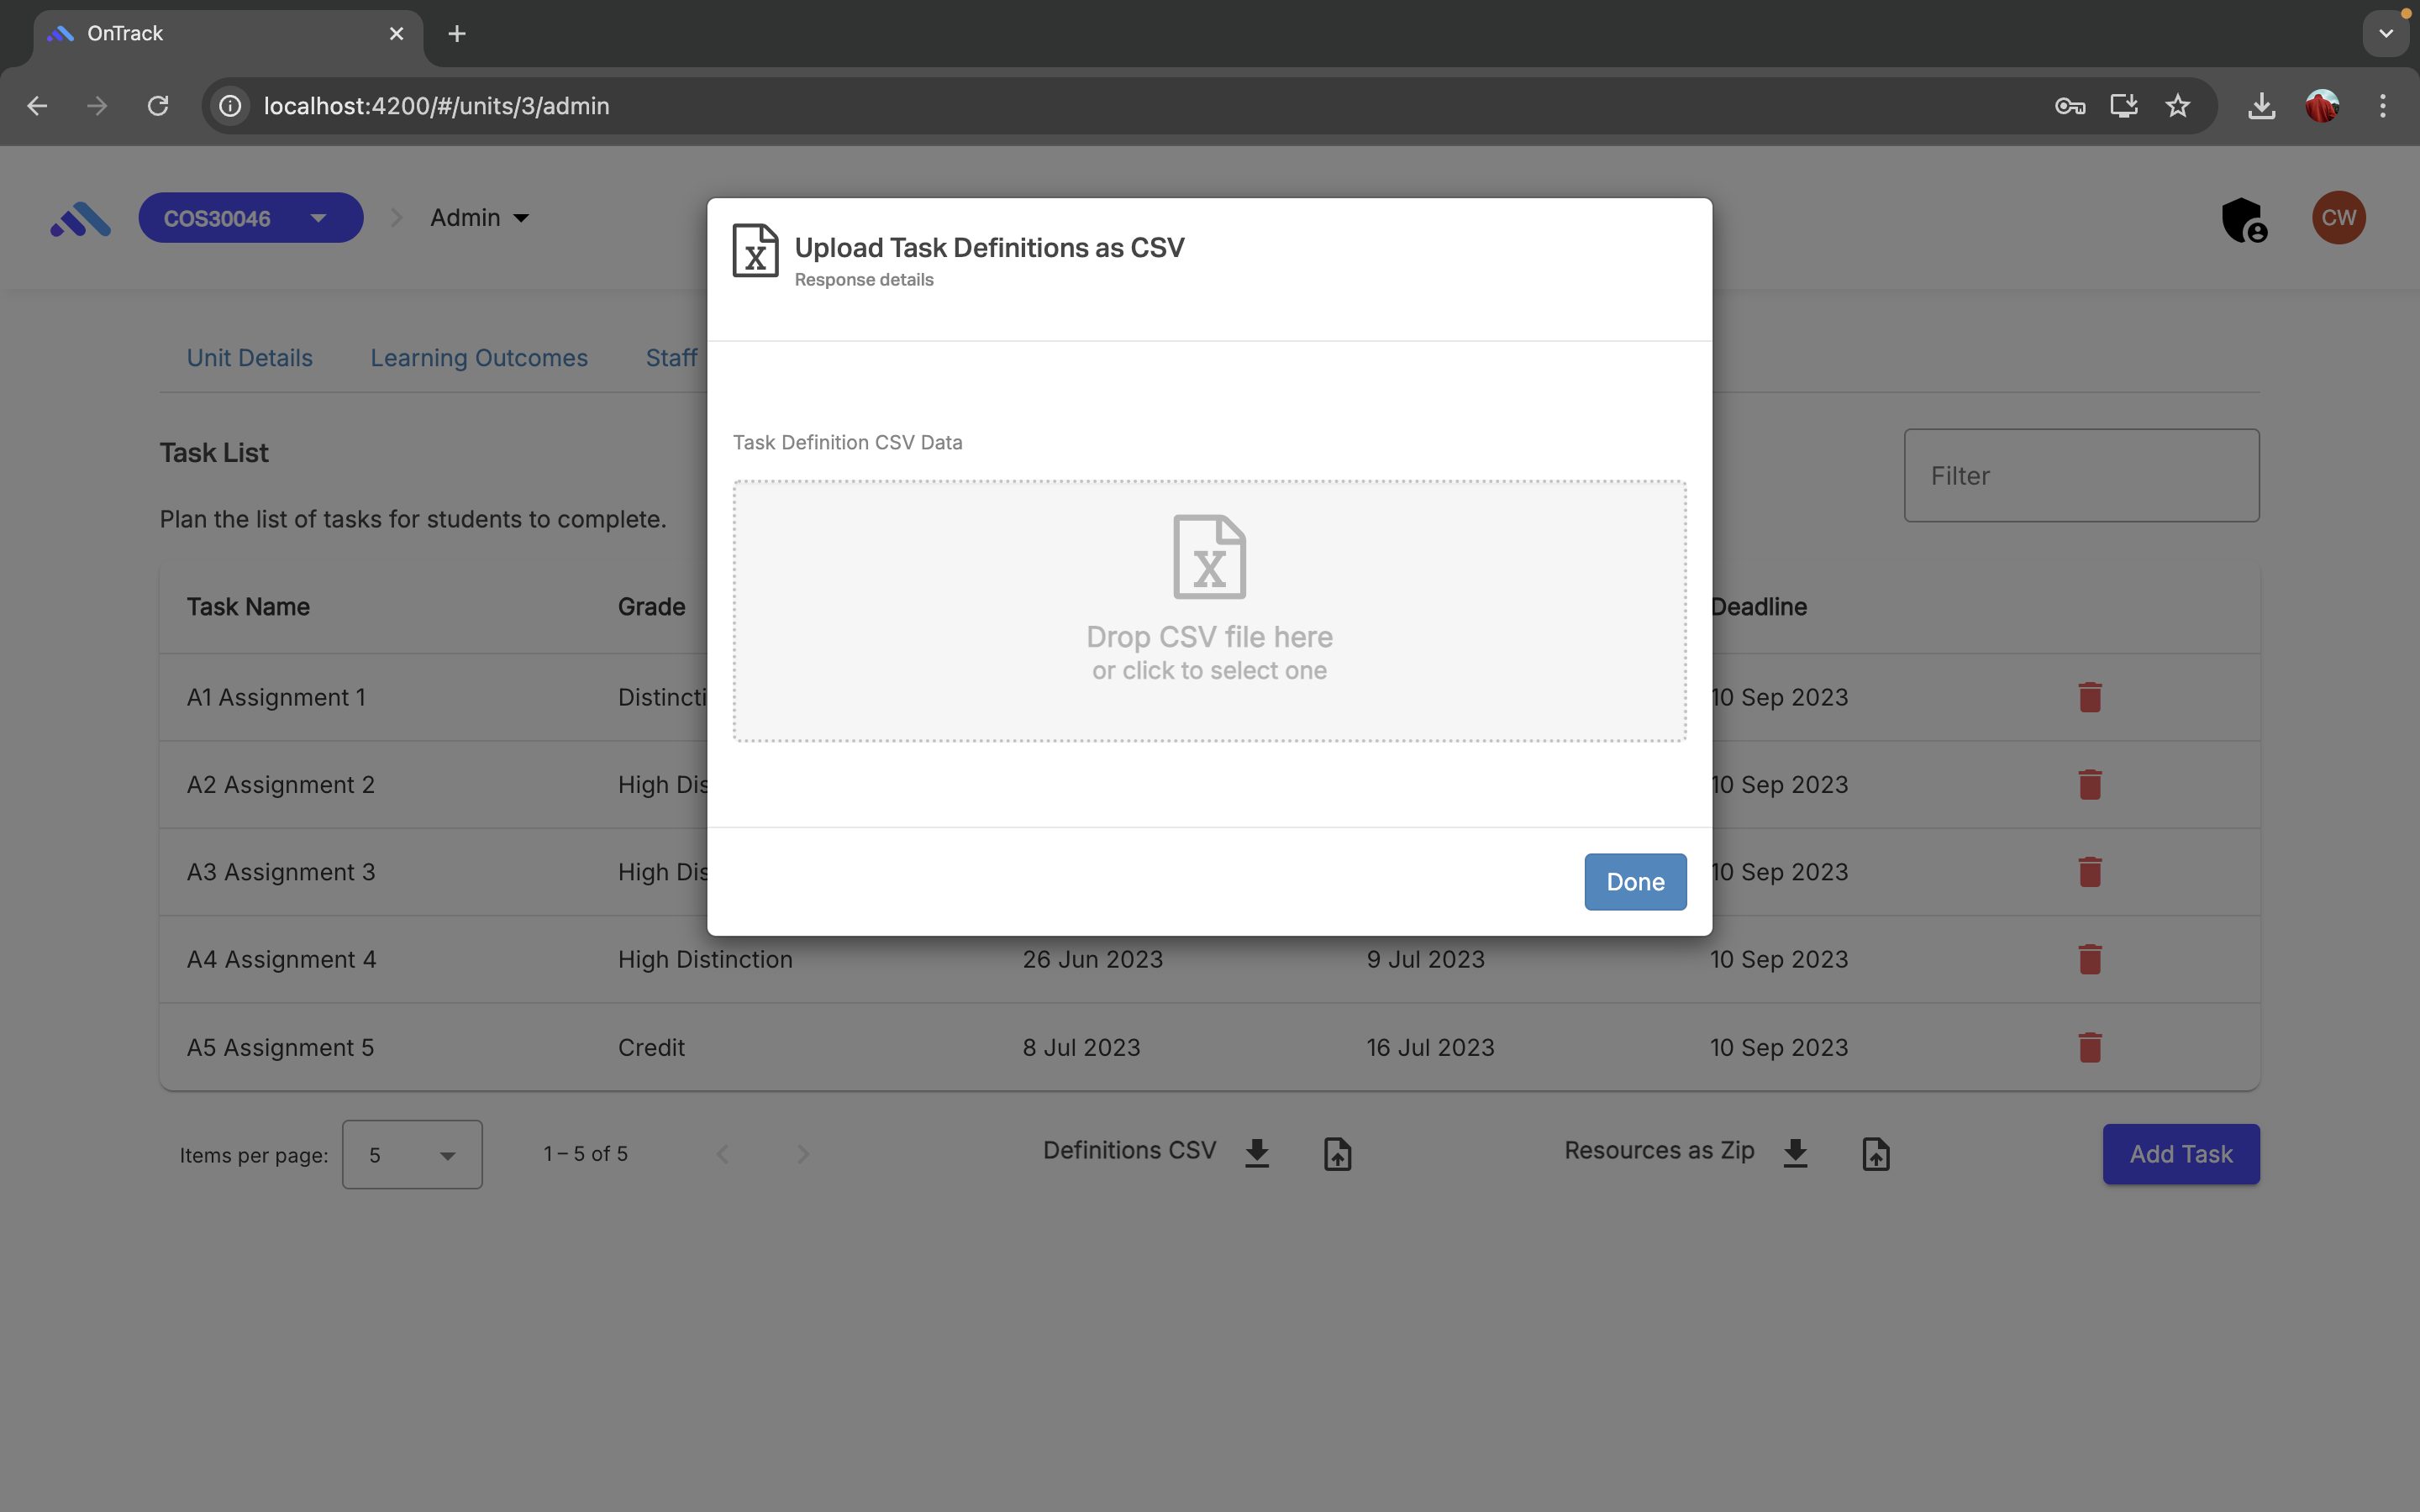 OnTrack
localhost:4200/#/units/3/admin
COS30046
Admin
CW
Upload Task Definitions as CSV
Response details
Unit Details
Learning Outcomes
Staff
Task List
Filter
Task Definition CSV Data
Plan the list of tasks for students to complete.
X
Drop CSV file here
or click to select one
Task Name Grade Deadline
A1 Assignment 1 Distincti 10 Sep 2023
A2 Assignment 2 High Dis 10 Sep 2023
A3 Assignment 3 High Dis 10 Sep 2023
Done
A4 Assignment 4 High Distinction 26 Jun 2023 9 Jul 2023 10 Sep 2023
A5 Assignment 5 Credit 8 Jul 2023 16 Jul 2023 10 Sep 2023
Items per page: 5 1 – 5 of 5 Definitions CSV Resources as Zip Add Task